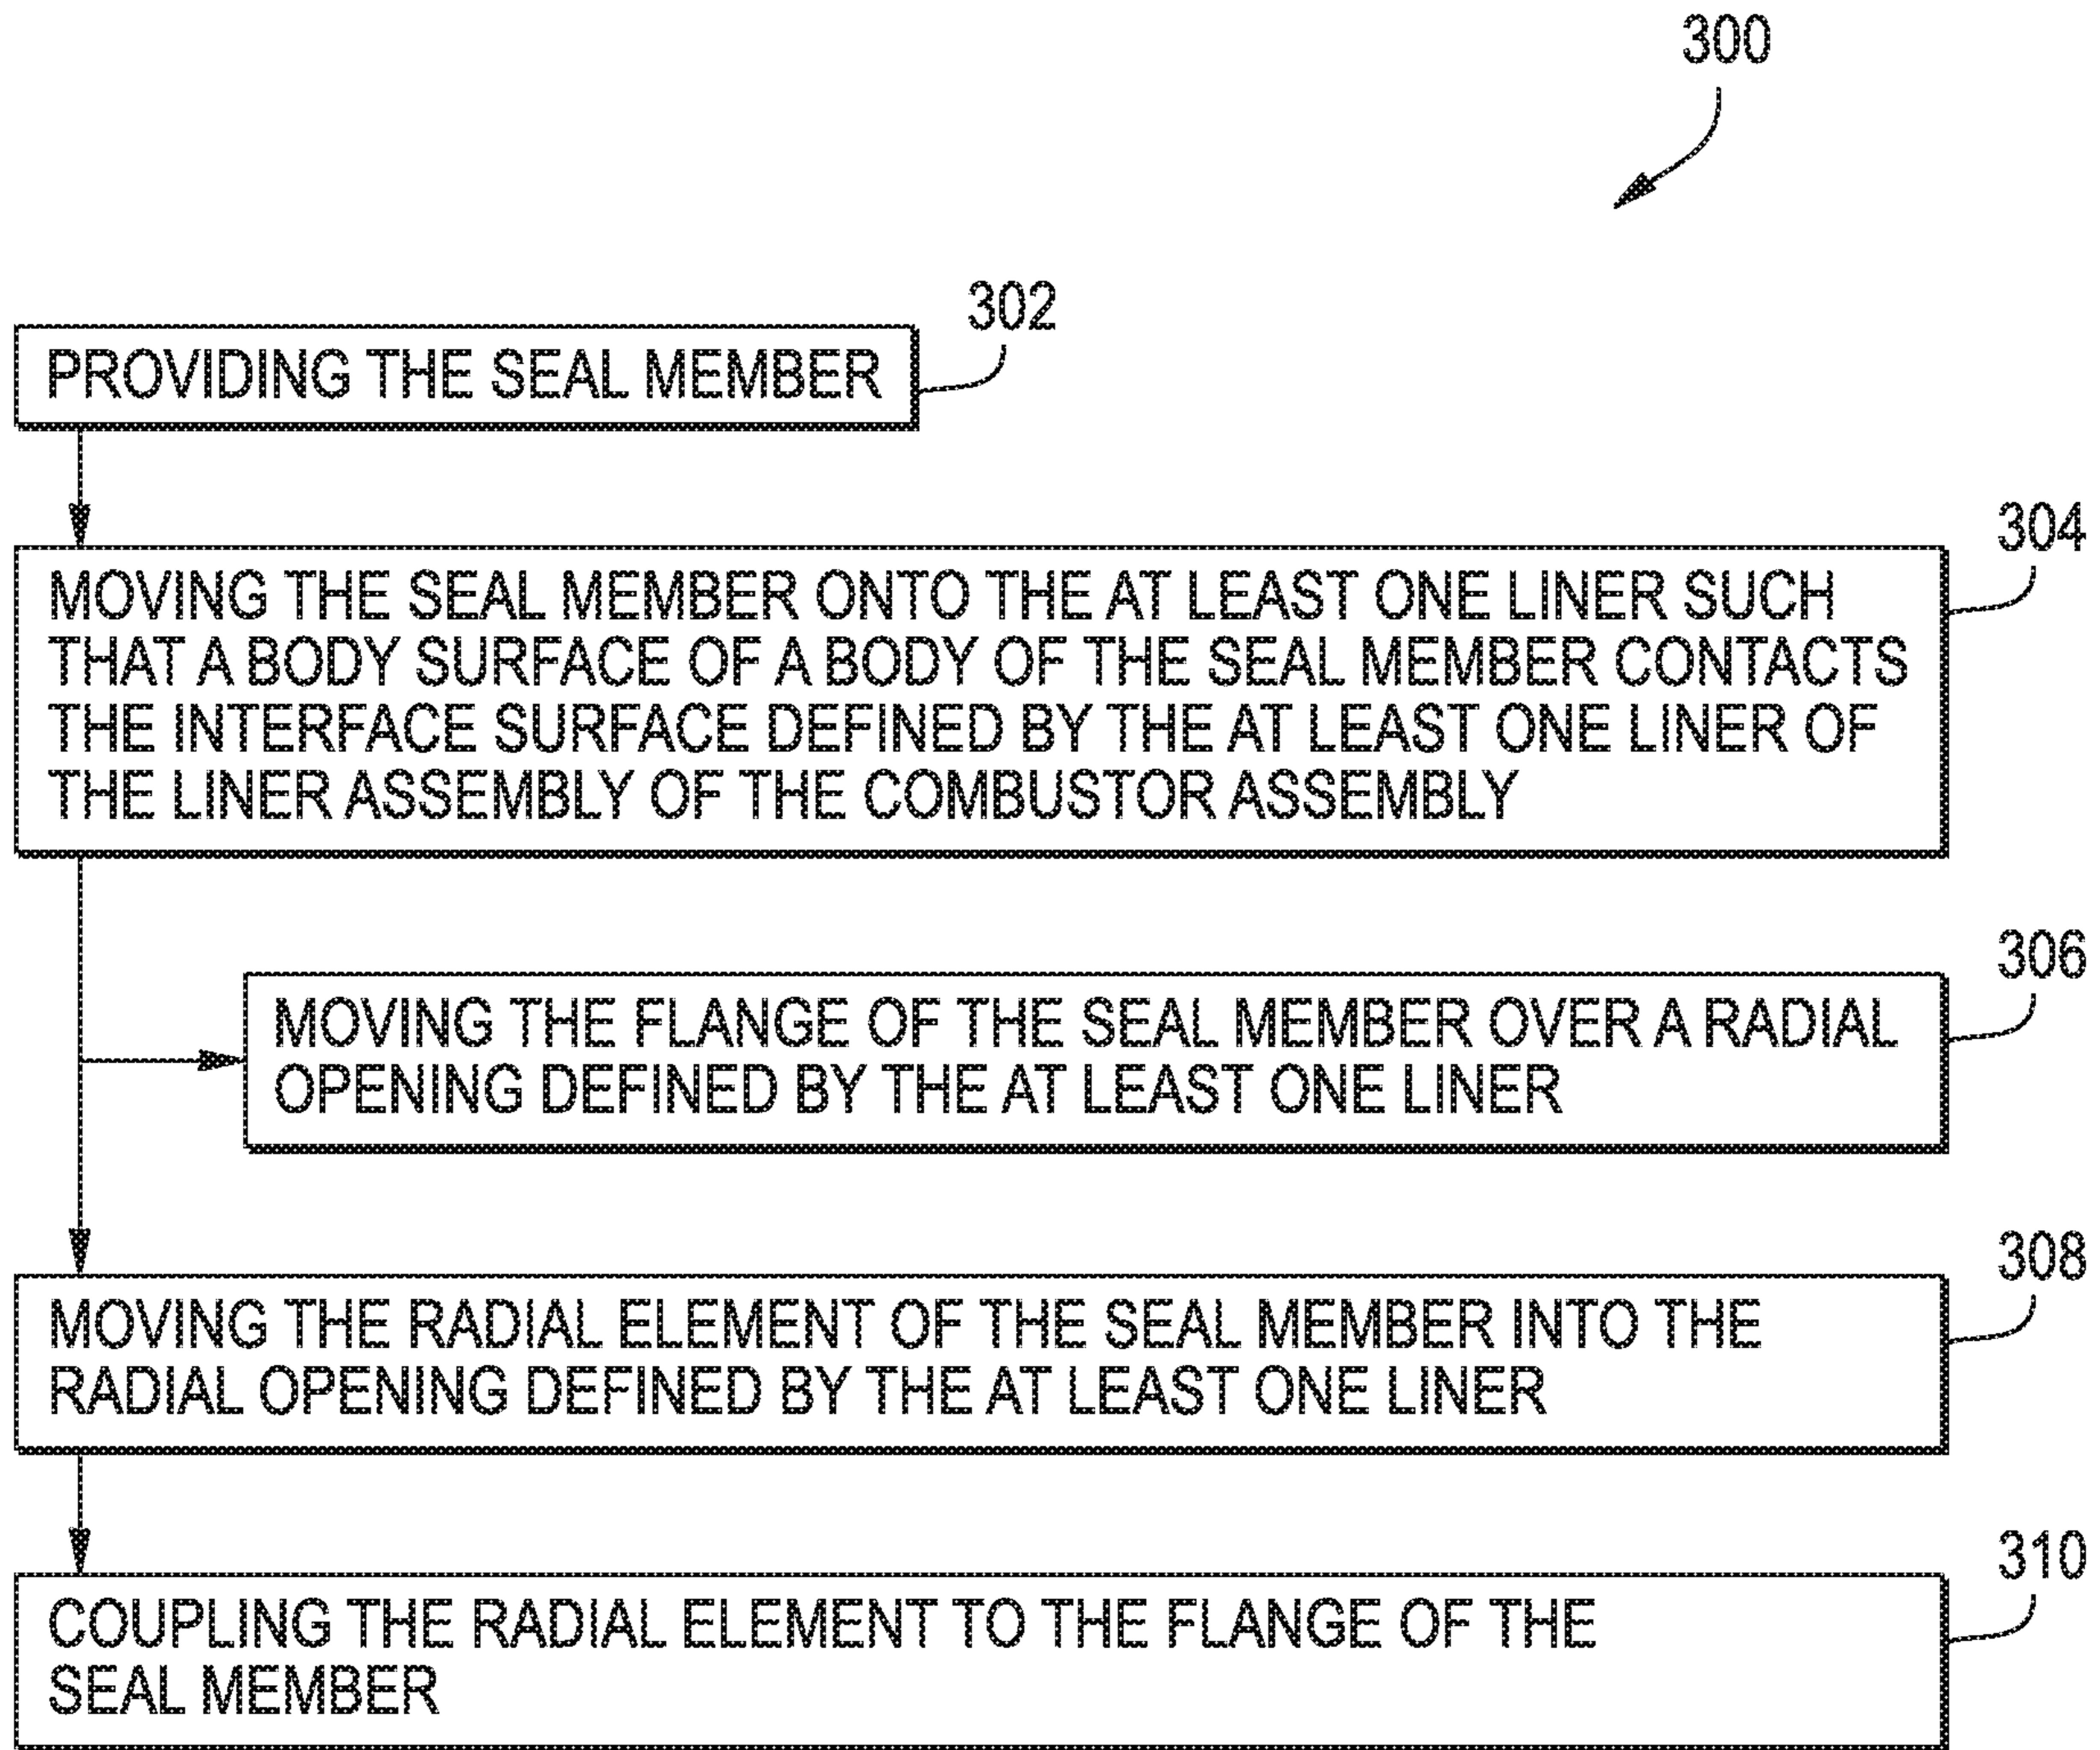 300
302
PROVIDING THE SEAL MEMBER
304
MOVING THE SEAL MEMBER ONTO THE AT LEAST ONE LINER SUCH
THAT A BODY SURFACE OF A BODY OF THE SEAL MEMBER CONTACTS
THE INTERFACE SURFACE DEFINED BY THE AT LEAST ONE LINER OF
THE LINER ASSEMBLY OF THE COMBUSTOR ASSEMBLY
306
MOVING THE FLANGE OF THE SEAL MEMBER OVER A RADIAL
OPENING DEFINED BY THE AT LEAST ONE LINER
308
MOVING THE RADIAL ELEMENT OF THE SEAL MEMBER INTO THE
RADIAL OPENING DEFINED BY THE AT LEAST ONE LINER
310
COUPLING THE RADIAL ELEMENT TO THE FLANGE OF THE
SEAL MEMBER